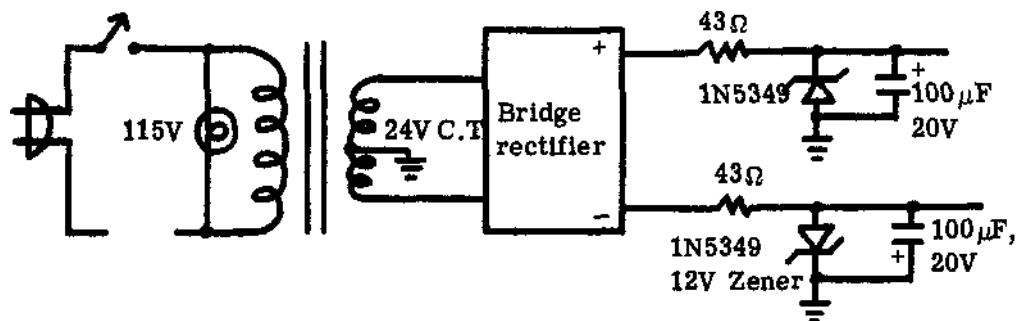 115V
24V C.T
Bridge
rectifier
+
−
43Ω
1N5349
+
100μF
20V
43Ω
1N5349
12V Zener
+
100μF,
20V